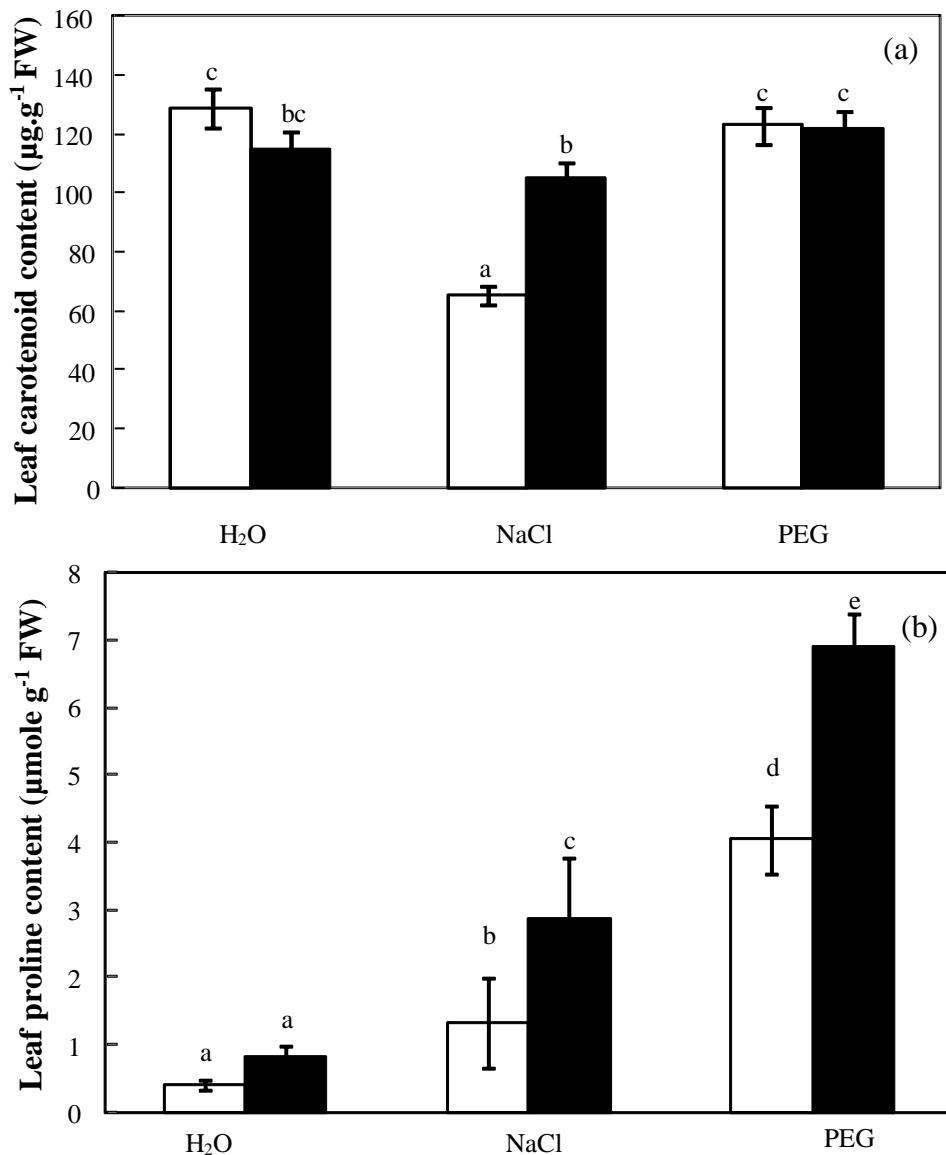 Leaf carotenoid content (µg.g⁻¹ FW)
160
140
120
100
80
60
40
20
0
(a)
c
bc
a
b
c
c
H₂O
NaCl
PEG
Leaf proline content (µmole g⁻¹ FW)
8
7
6
5
4
3
2
1
0
(b)
a
a
b
c
d
e
H₂O
NaCl
PEG